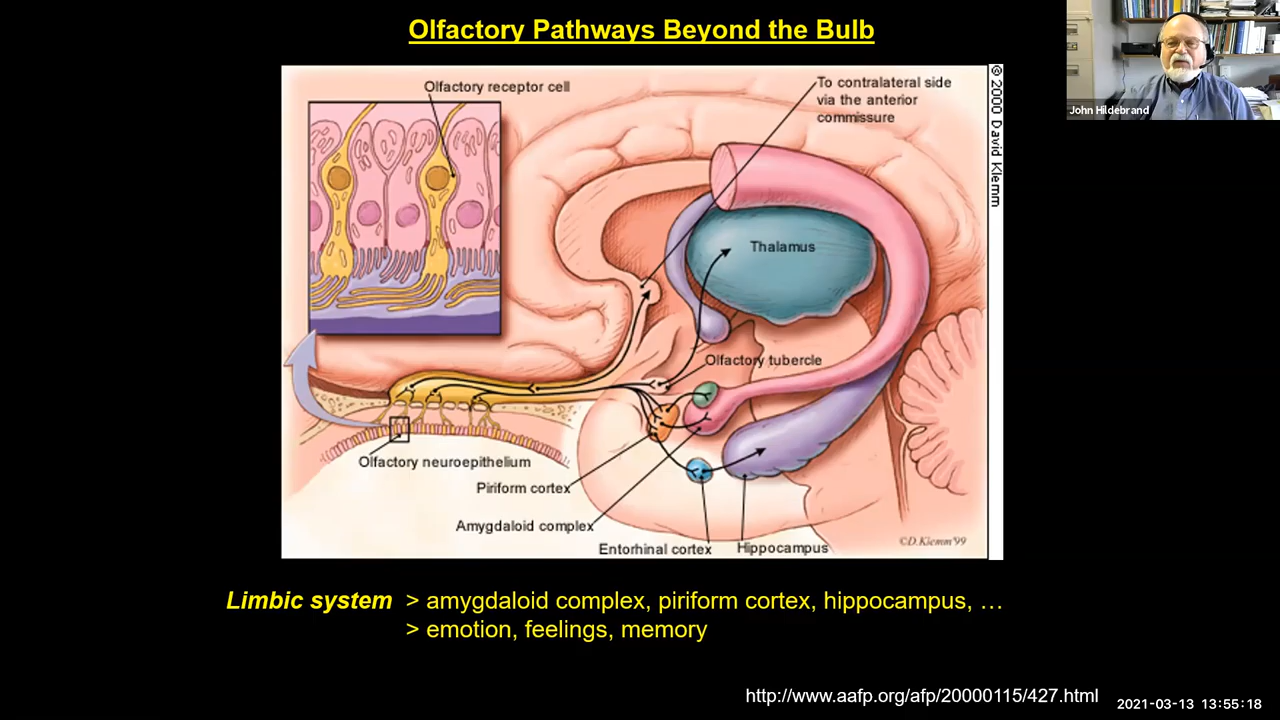 Olfactory Pathways Beyond the Bulb
John Hildebrand
Olfactory receptor cell
To contralateral side
via the anterior
commissure
© 2000 David Klemm
Thalamus
Olfactory tubercle
Olfactory neuroepithelium
Piriform cortex
Amygdaloid complex
Entorhinal cortex
Hippocampus
©D.Klemm'99
Limbic system > amygdaloid complex, piriform cortex, hippocampus, …
> emotion, feelings, memory
http://www.aafp.org/afp/20000115/427.html
2021-03-13 13:55:18